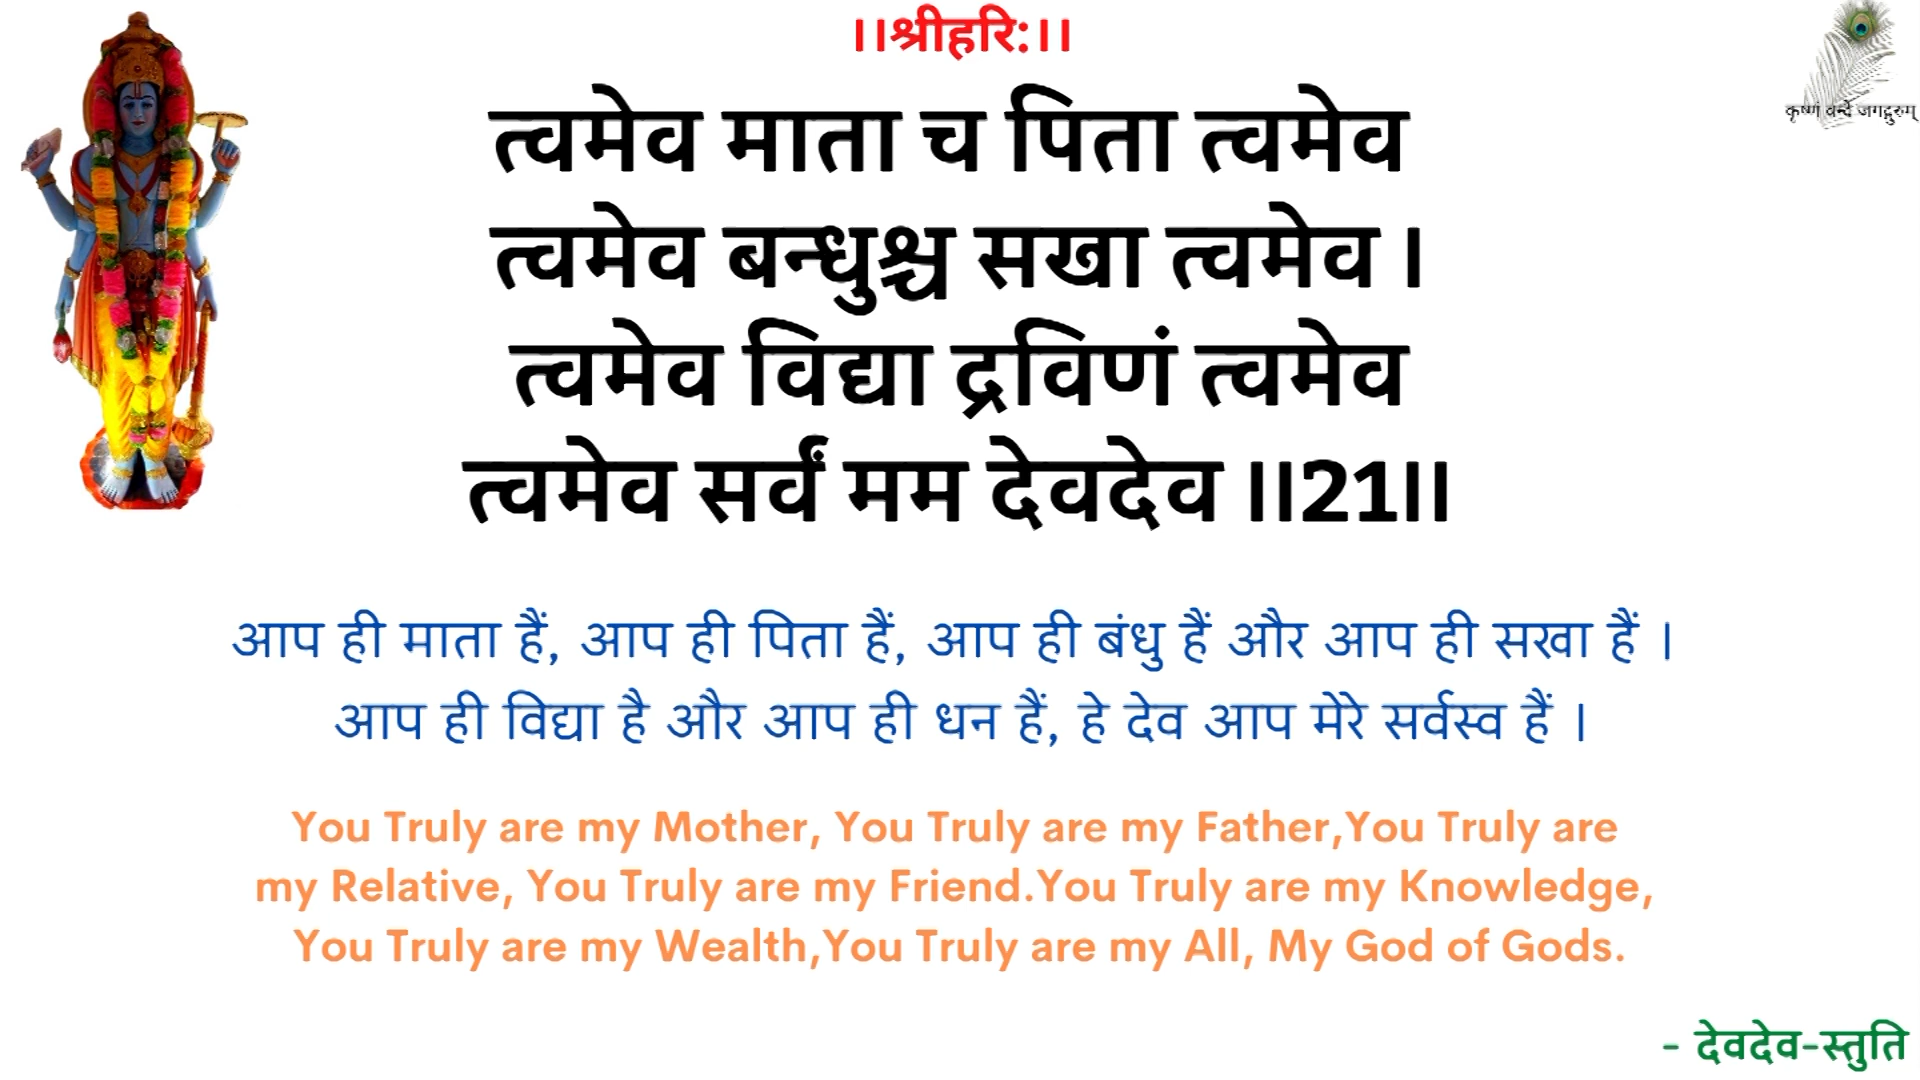 ।।श्रीहरि:।।
कृष्णं वन्दे जगद्गुरुम्
त्वमेव माता च पिता त्वमेव
त्वमेव बन्धुश्च सखा त्वमेव ।
त्वमेव विद्या द्रविणं त्वमेव
त्वमेव सर्वं मम देवदेव ।।21।।
आप ही माता हैं, आप ही पिता हैं, आप ही बंधु हैं और आप ही सखा हैं ।
आप ही विद्या है और आप ही धन हैं, हे देव आप मेरे सर्वस्व हैं ।
You Truly are my Mother, You Truly are my Father,You Truly are
my Relative, You Truly are my Friend.You Truly are my Knowledge,
You Truly are my Wealth,You Truly are my All, My God of Gods.
- देवदेव-स्तुति